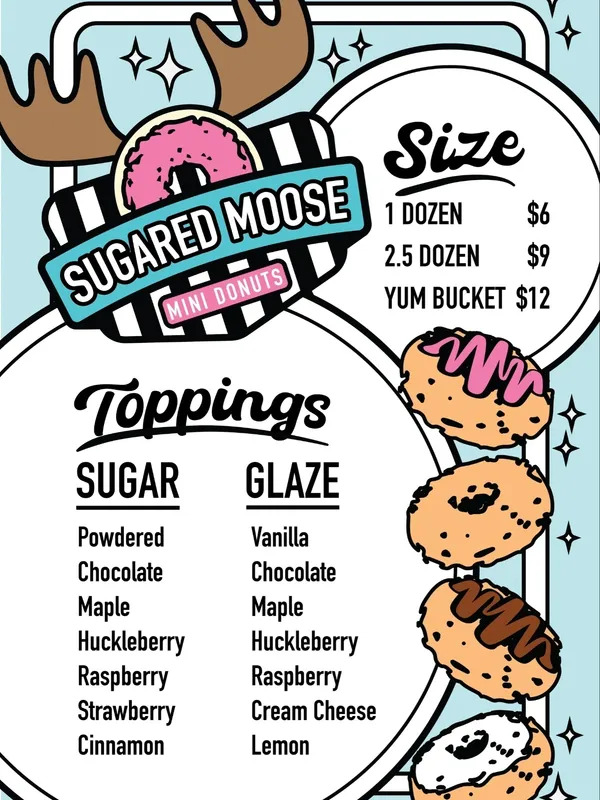 SUGARED MOOSE
MINI DONUTS
Size
1 DOZEN $6
2.5 DOZEN $9
YUM BUCKET $12
Toppings
SUGAR
Powdered
Chocolate
Maple
Huckleberry
Raspberry
Strawberry
Cinnamon
GLAZE
Vanilla
Chocolate
Maple
Huckleberry
Raspberry
Cream Cheese
Lemon